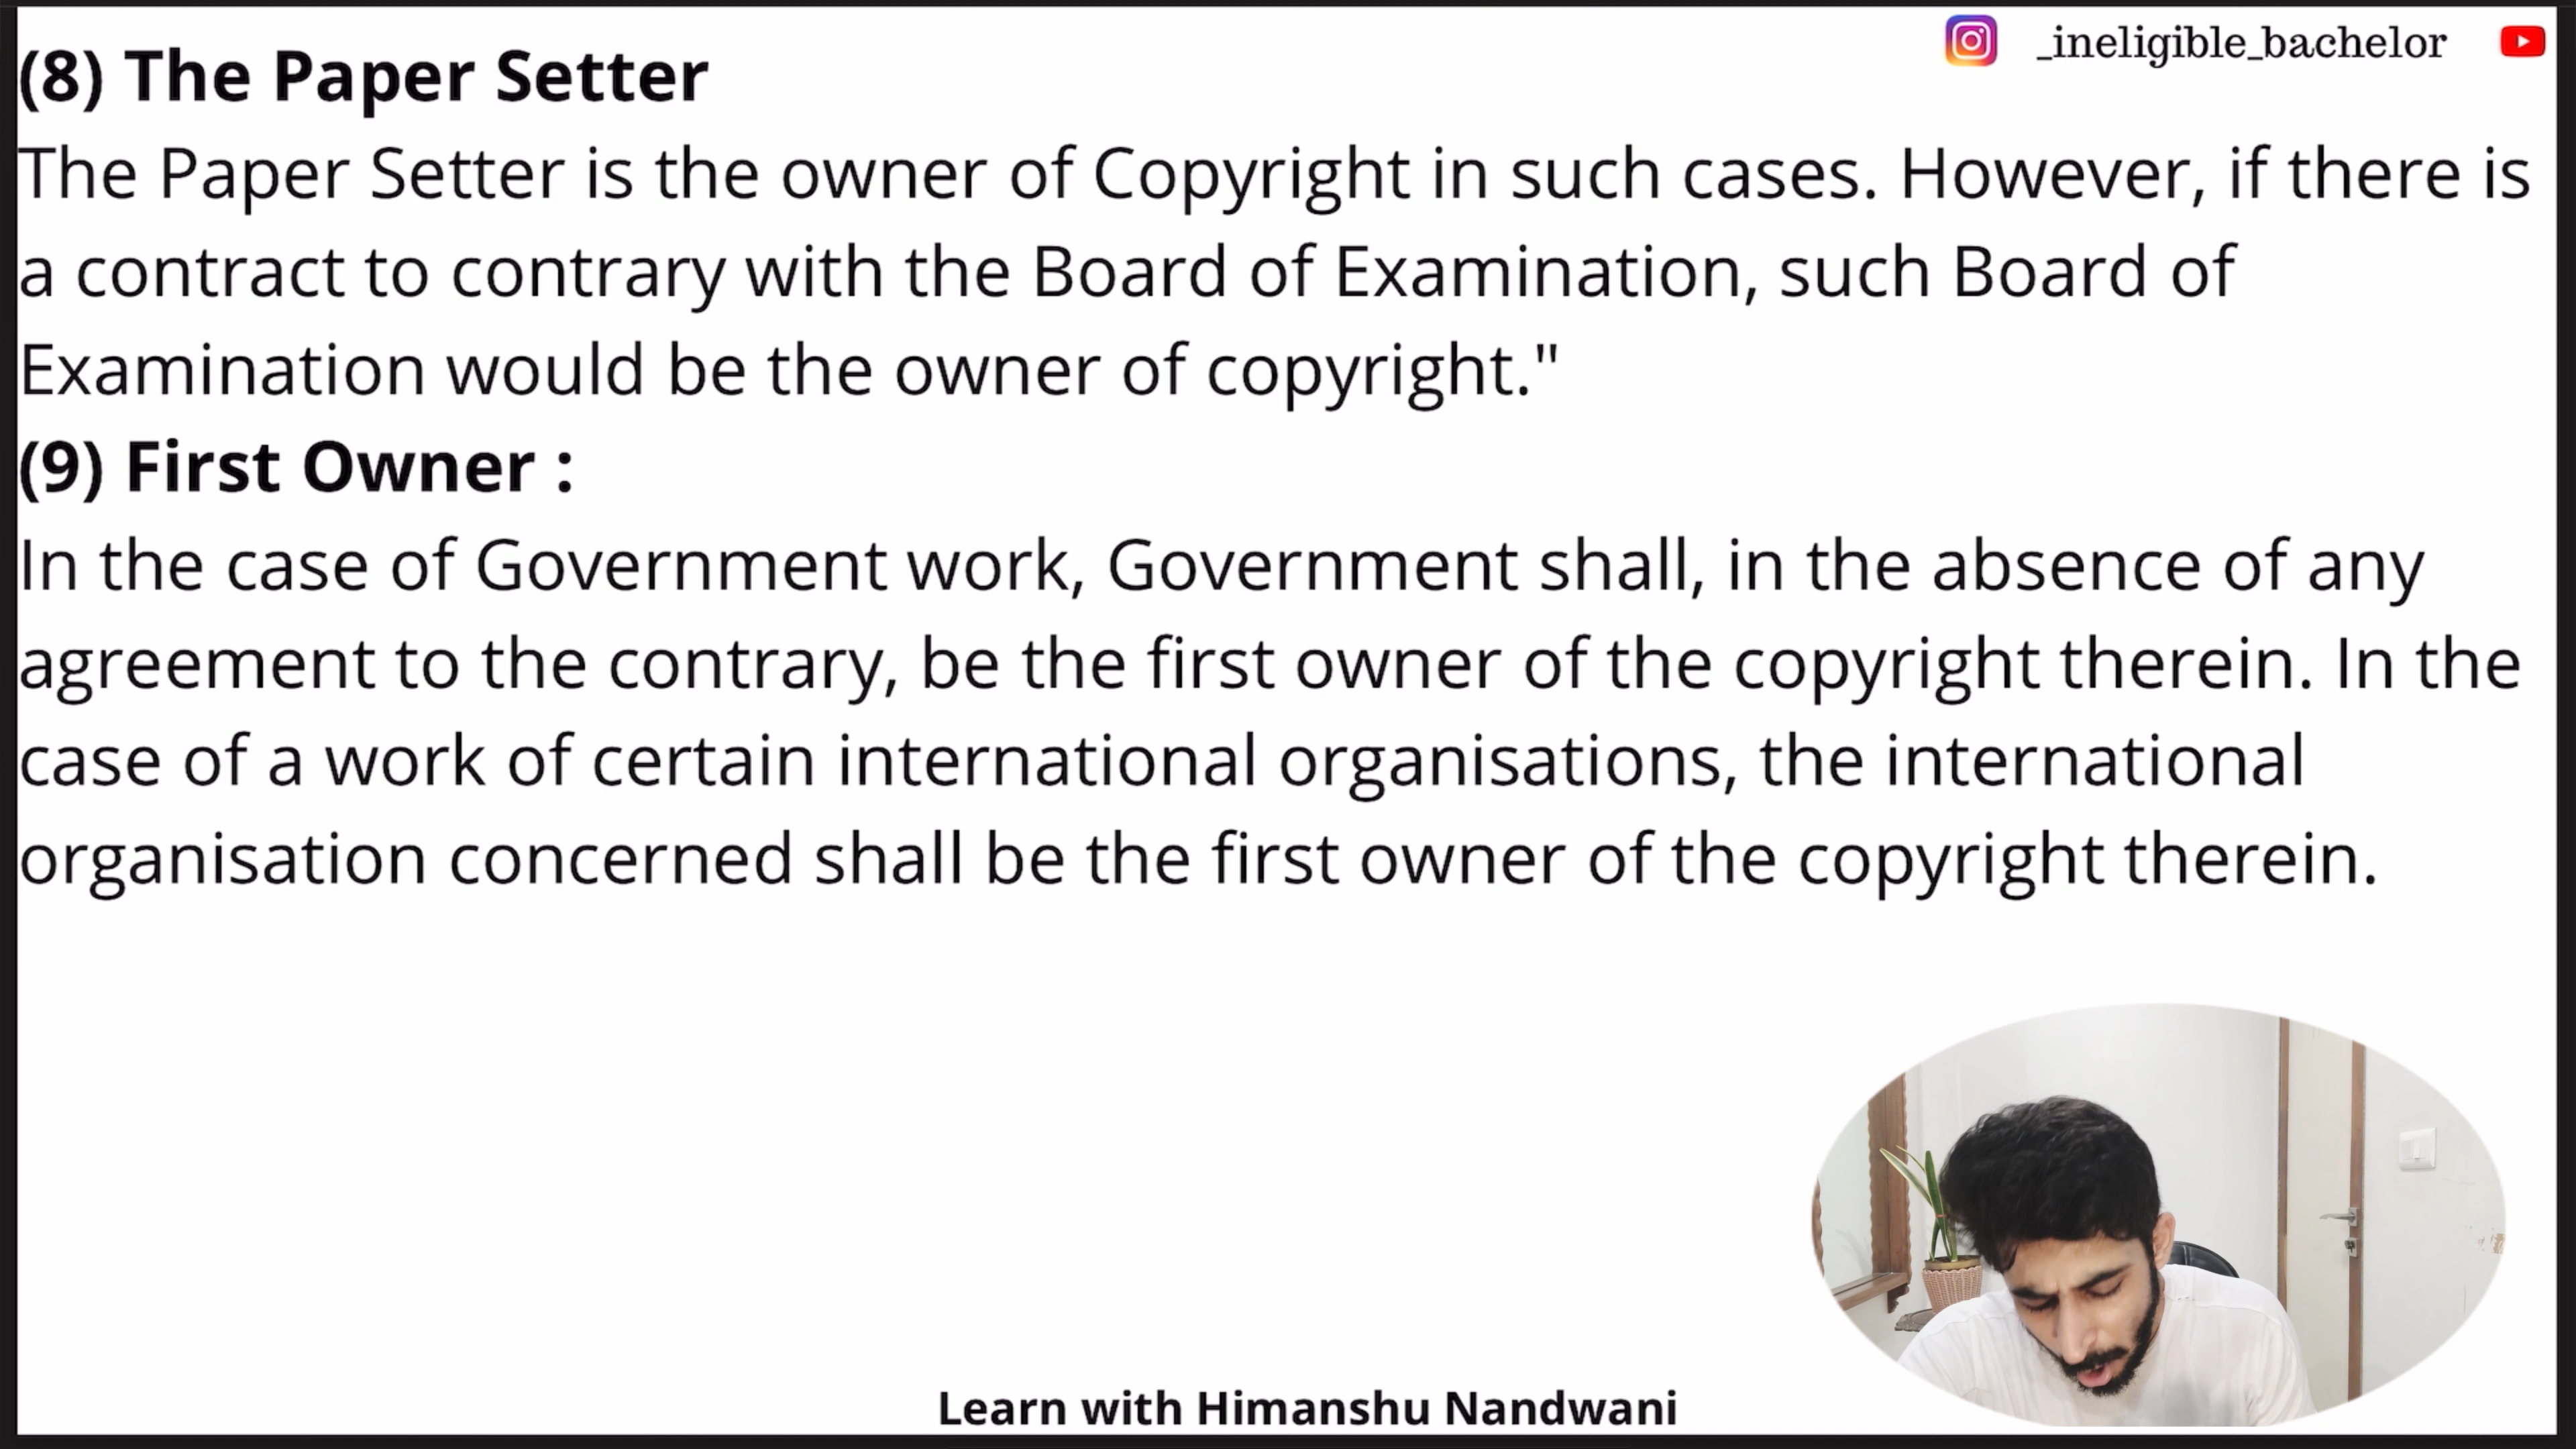 _ineligible_bachelor
(8) The Paper Setter
The Paper Setter is the owner of Copyright in such cases. However, if there is
a contract to contrary with the Board of Examination, such Board of
Examination would be the owner of copyright."
(9) First Owner :
In the case of Government work, Government shall, in the absence of any
agreement to the contrary, be the first owner of the copyright therein. In the
case of a work of certain international organisations, the international
organisation concerned shall be the first owner of the copyright therein.
Learn with Himanshu Nandwani